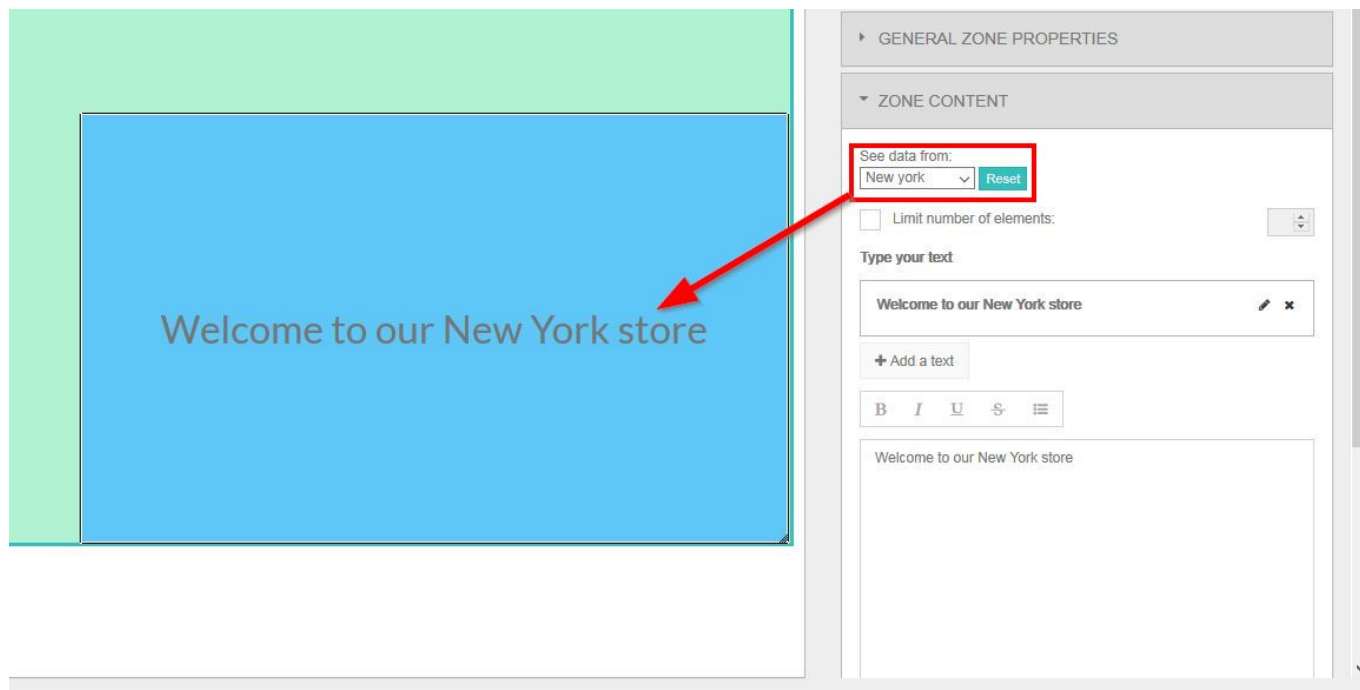 GENERAL ZONE PROPERTIES
ZONE CONTENT
See data from:
New york
Reset
Limit number of elements:
Type your text
Welcome to our New York store
Welcome to our New York store
+ Add a text
B I U S
Welcome to our New York store